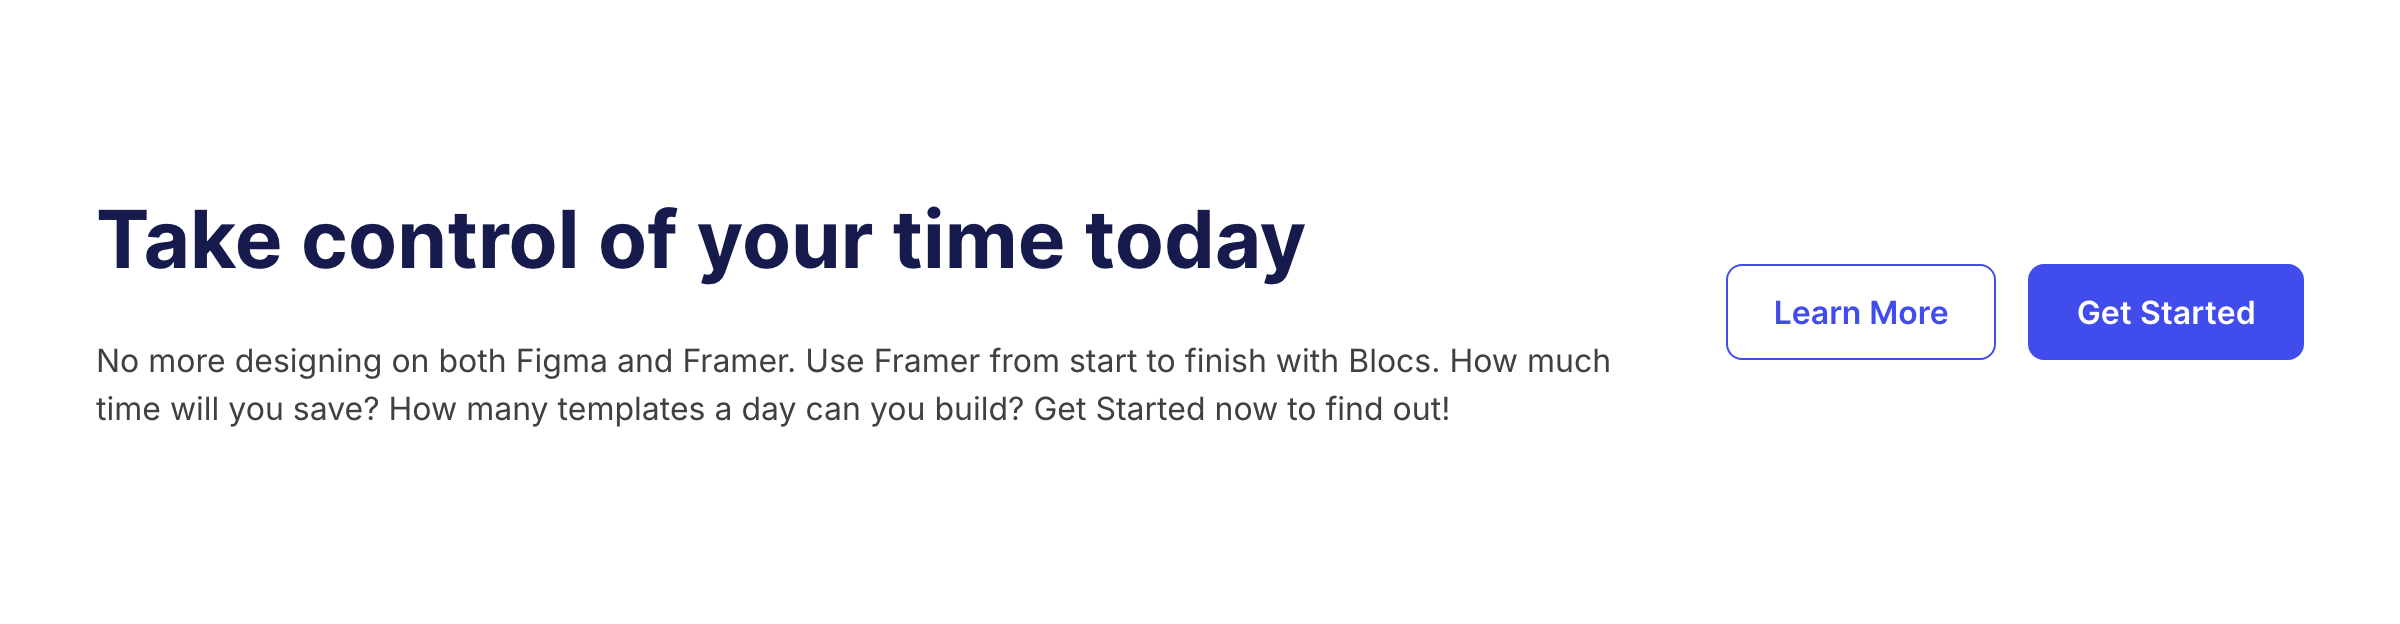 Take control of your time today
No more designing on both Figma and Framer. Use Framer from start to finish with Blocs. How much
time will you save? How many templates a day can you build? Get Started now to find out!
Learn More
Get Started